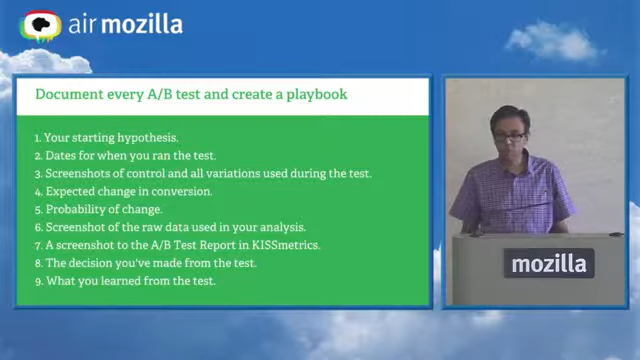 air mozilla
Document every A/B test and create a playbook
1. Your starting hypothesis.
2. Dates for when you ran the test.
3. Screenshots of control and all variations used during the test.
4. Expected change in conversion.
5. Probability of change.
6. Screenshot of the raw data used in your analysis.
7. A screenshot to the A/B Test Report in KISSmetrics.
8. The decision you've made from the test.
9. What you learned from the test.
mozilla